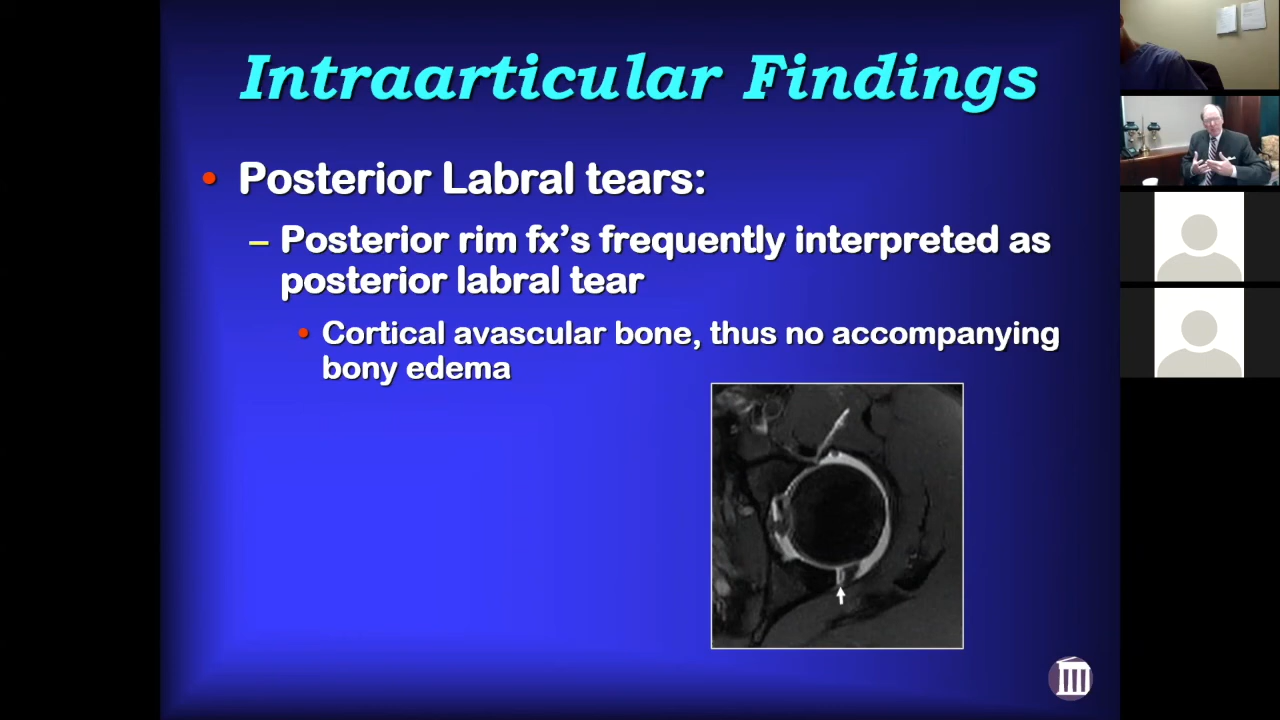 Intraarticular Findings
• Posterior Labral tears:
– Posterior rim fx's frequently interpreted as
posterior labral tear
• Cortical avascular bone, thus no accompanying
bony edema